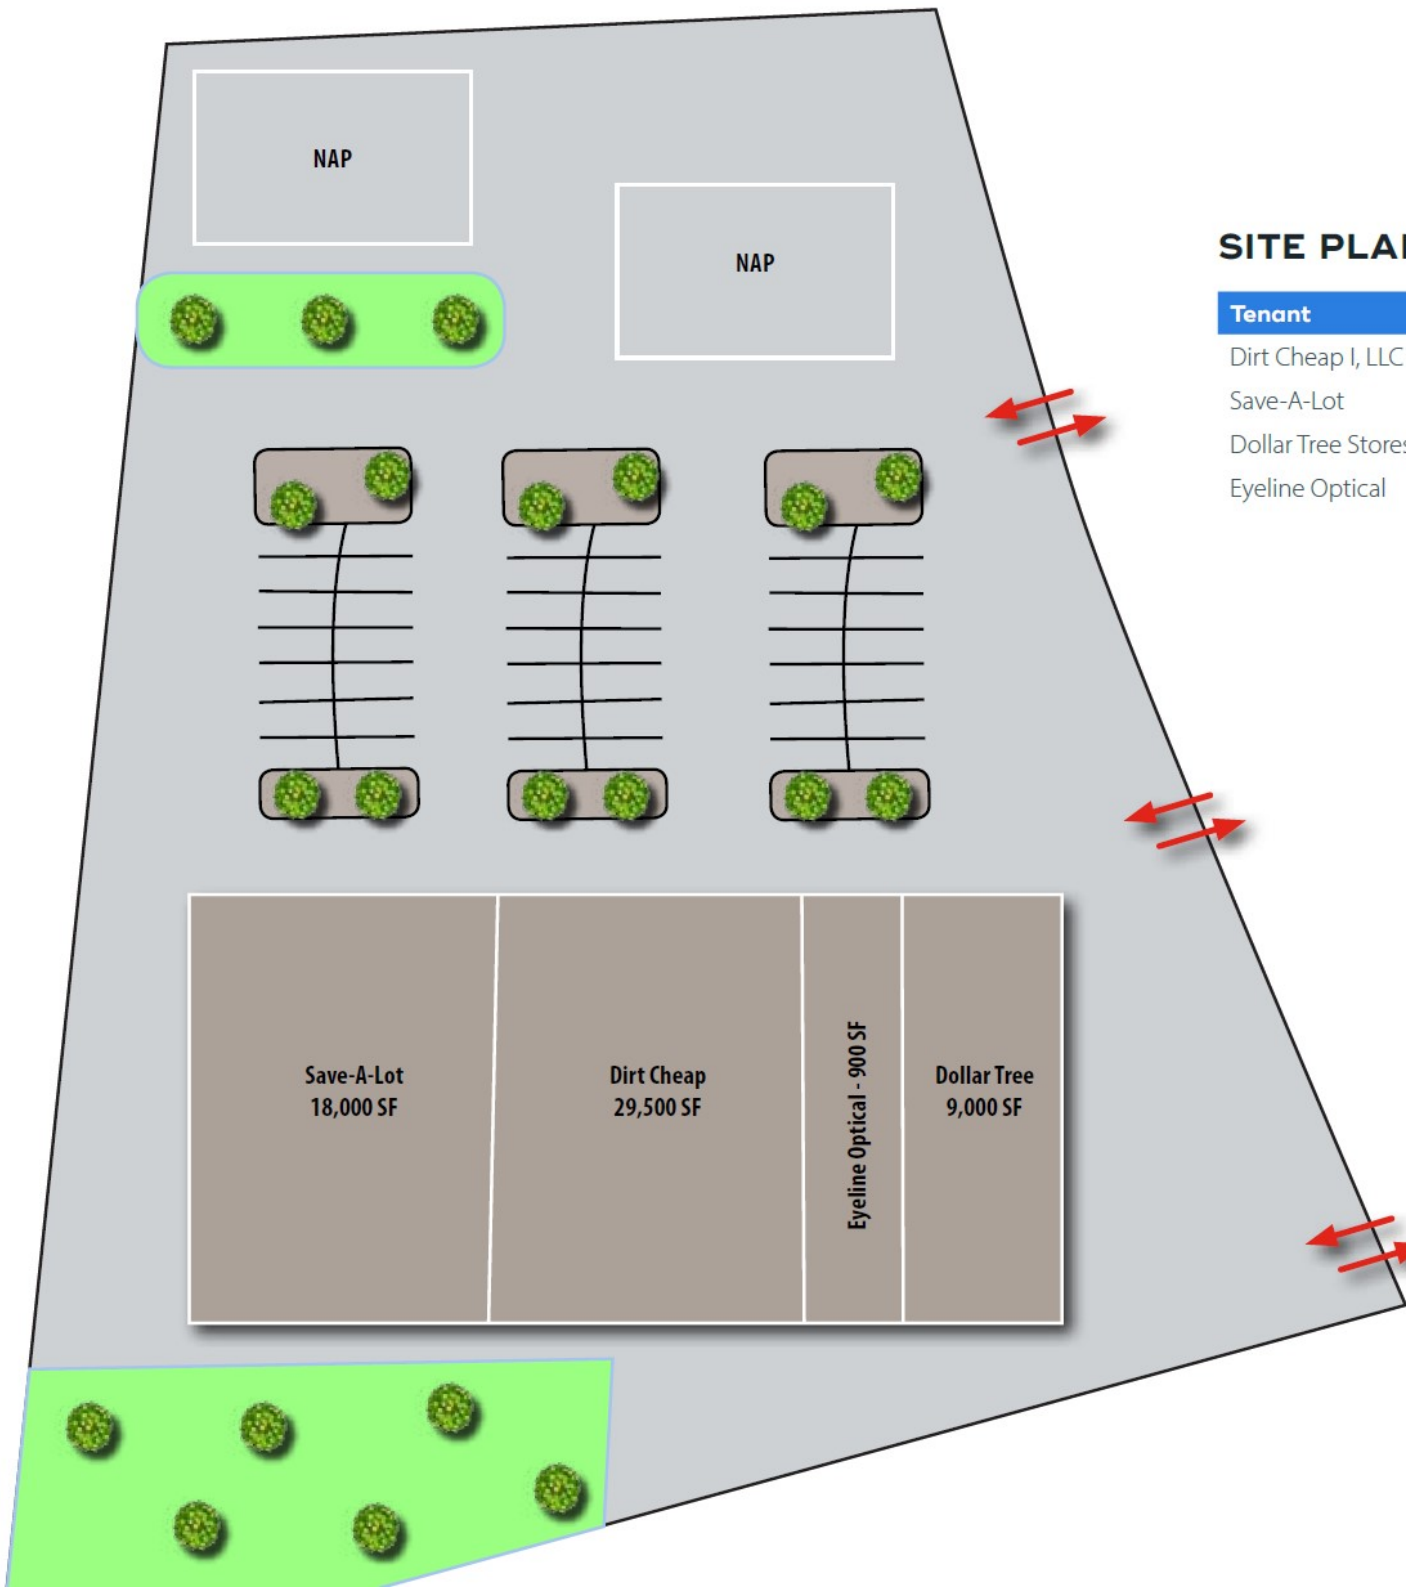 NAP
NAP
SITE PLA
Tenant
Dirt Cheap I, LLC
Save-A-Lot
Dollar Tree Stores
Eyeline Optical
Save-A-Lot
18,000 SF
Dirt Cheap
29,500 SF
Eyeline Optical - 900 SF
Dollar Tree
9,000 SF